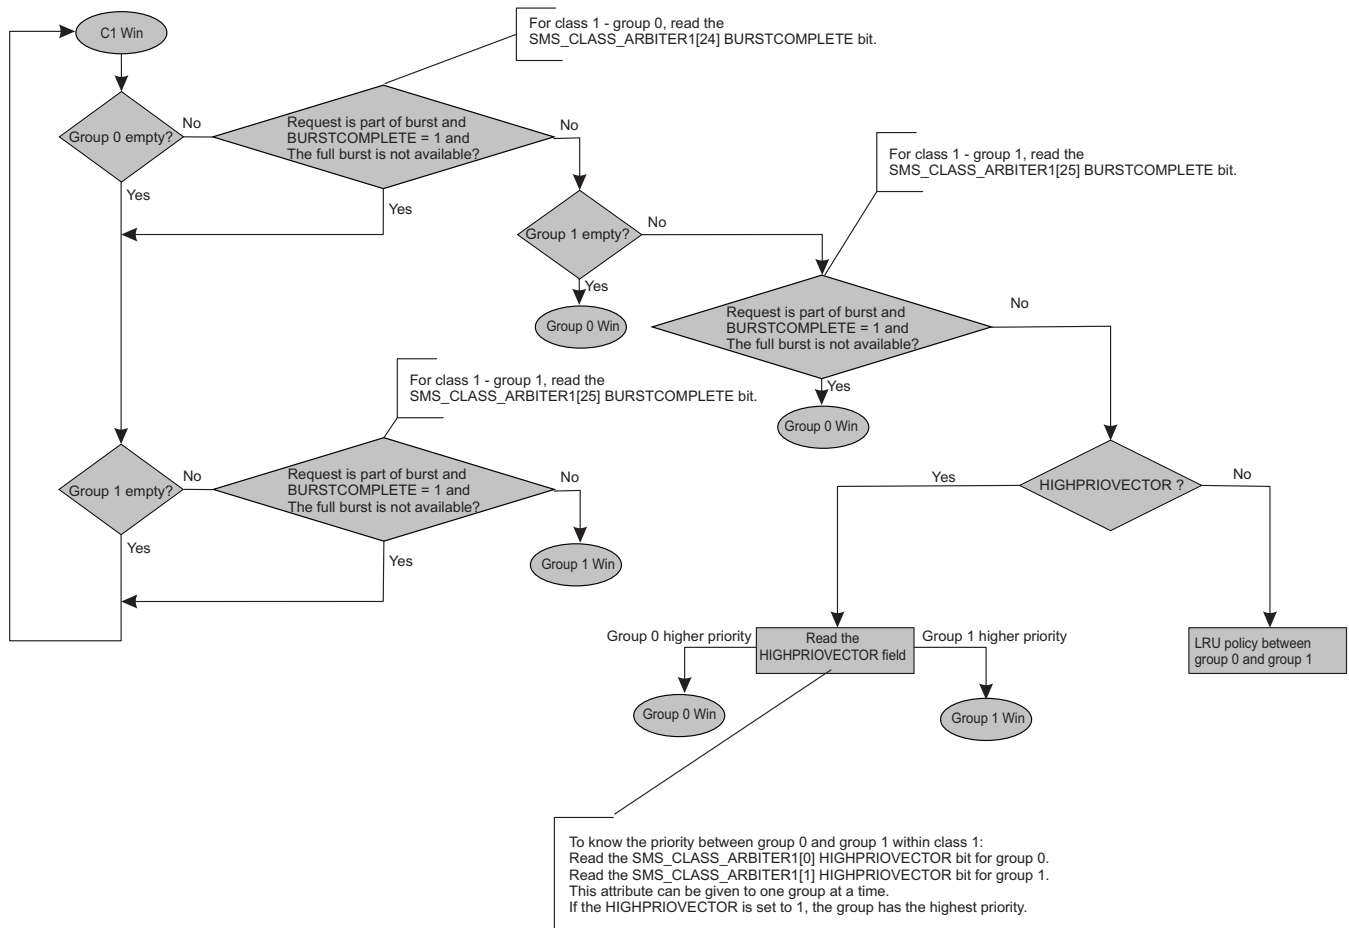 C1 Win
For class 1 - group 0, read the
SMS_CLASS_ARBITER1[24] BURSTCOMPLETE bit.
Group 0 empty?
No
Request is part of burst and
BURSTCOMPLETE = 1 and
The full burst is not available?
No
Yes
Yes
For class 1 - group 1, read the
SMS_CLASS_ARBITER1[25] BURSTCOMPLETE bit.
Group 1 empty?
No
Yes
Group 0 Win
Request is part of burst and
BURSTCOMPLETE = 1 and
The full burst is not available?
No
Yes
Group 0 Win
For class 1 - group 1, read the
SMS_CLASS_ARBITER1[25] BURSTCOMPLETE bit.
Group 1 empty?
No
Request is part of burst and
BURSTCOMPLETE = 1 and
The full burst is not available?
No
Yes
Yes
Group 1 Win
Yes
HIGHPRIOVECTOR ?
No
Group 0 higher priority
Read the
HIGHPRIOVECTOR field
Group 1 higher priority
LRU policy between
group 0 and group 1
Group 0 Win
Group 1 Win
To know the priority between group 0 and group 1 within class 1:
Read the SMS_CLASS_ARBITER1[0] HIGHPRIOVECTOR bit for group 0.
Read the SMS_CLASS_ARBITER1[1] HIGHPRIOVECTOR bit for group 1.
This attribute can be given to one group at a time.
If the HIGHPRIOVECTOR is set to 1, the group has the highest priority.